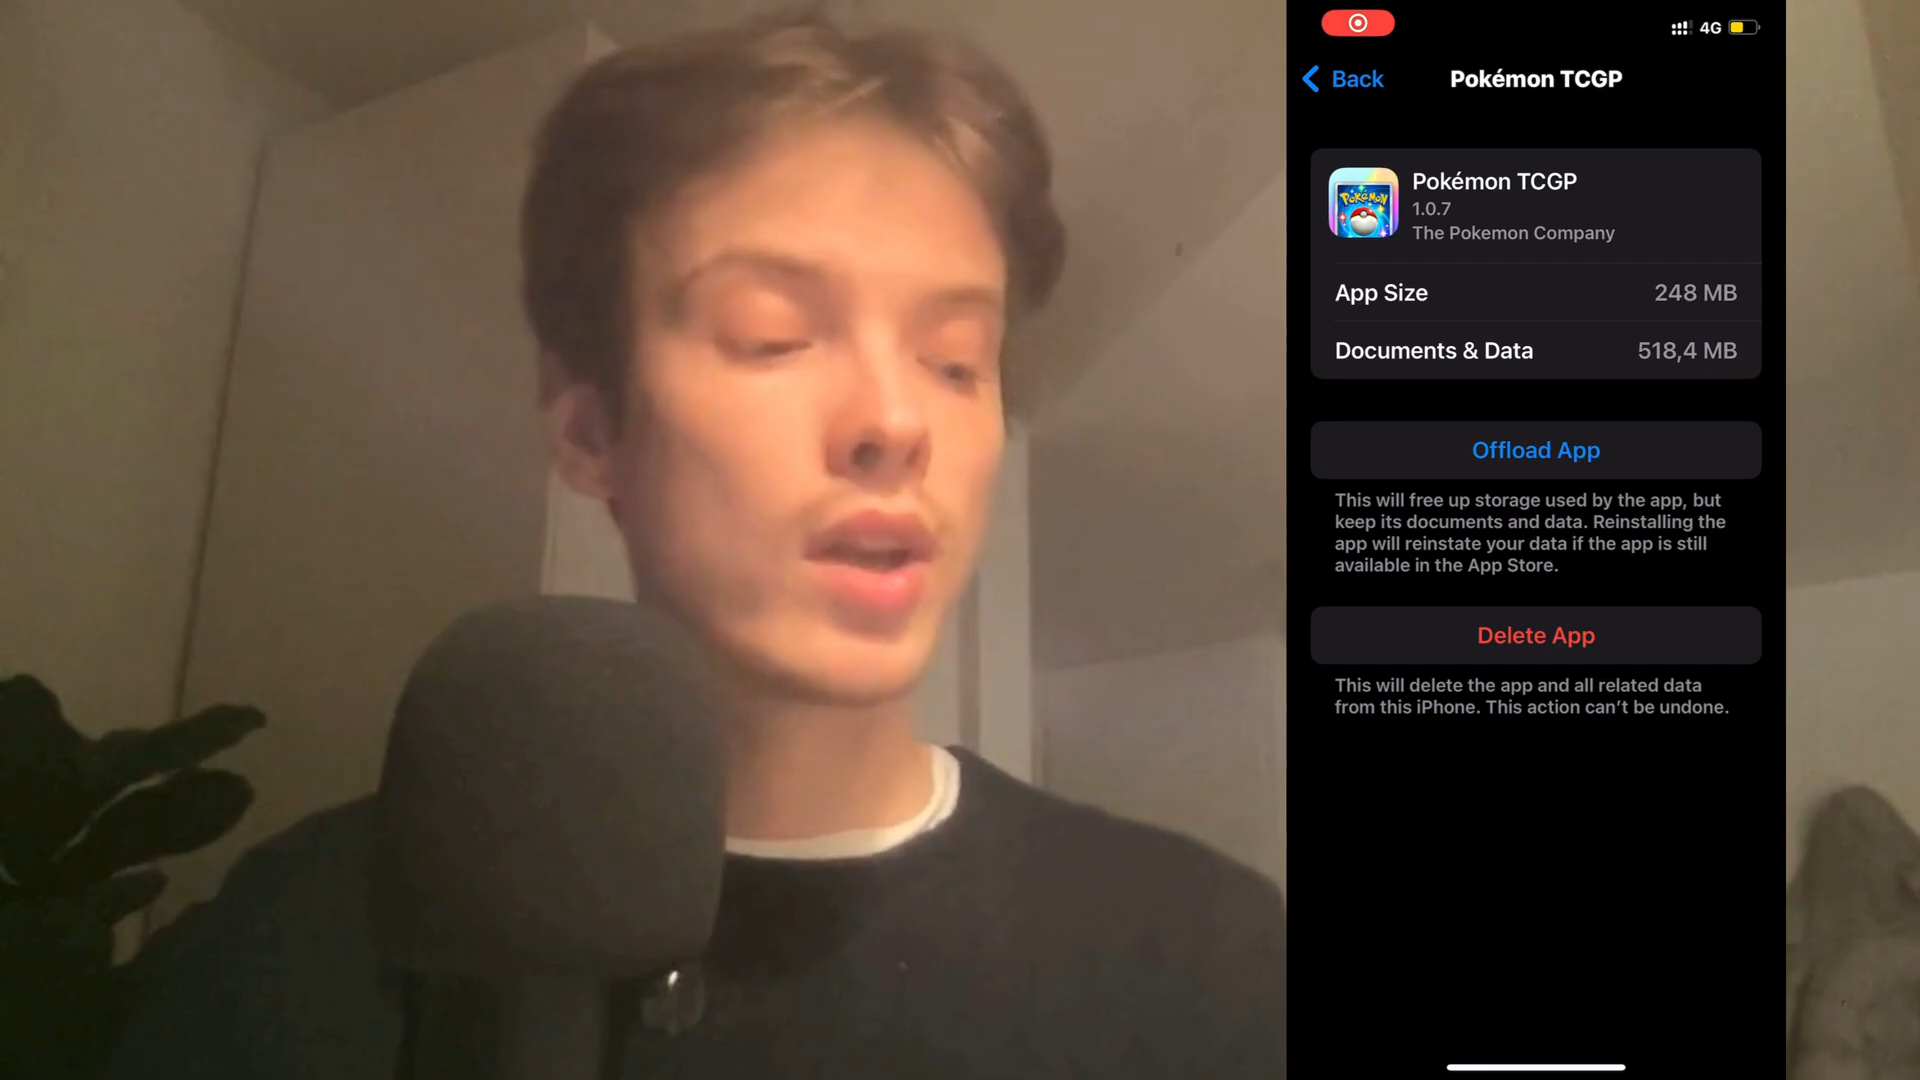 4G
Back
Pokémon TCGP
POKÉMON
Pokémon TCGP
1.0.7
The Pokemon Company
App Size
248 MB
Documents & Data
518,4 MB
Offload App
This will free up storage used by the app, but
keep its documents and data. Reinstalling the
app will reinstate your data if the app is still
available in the App Store.
Delete App
This will delete the app and all related data
from this iPhone. This action can’t be undone.